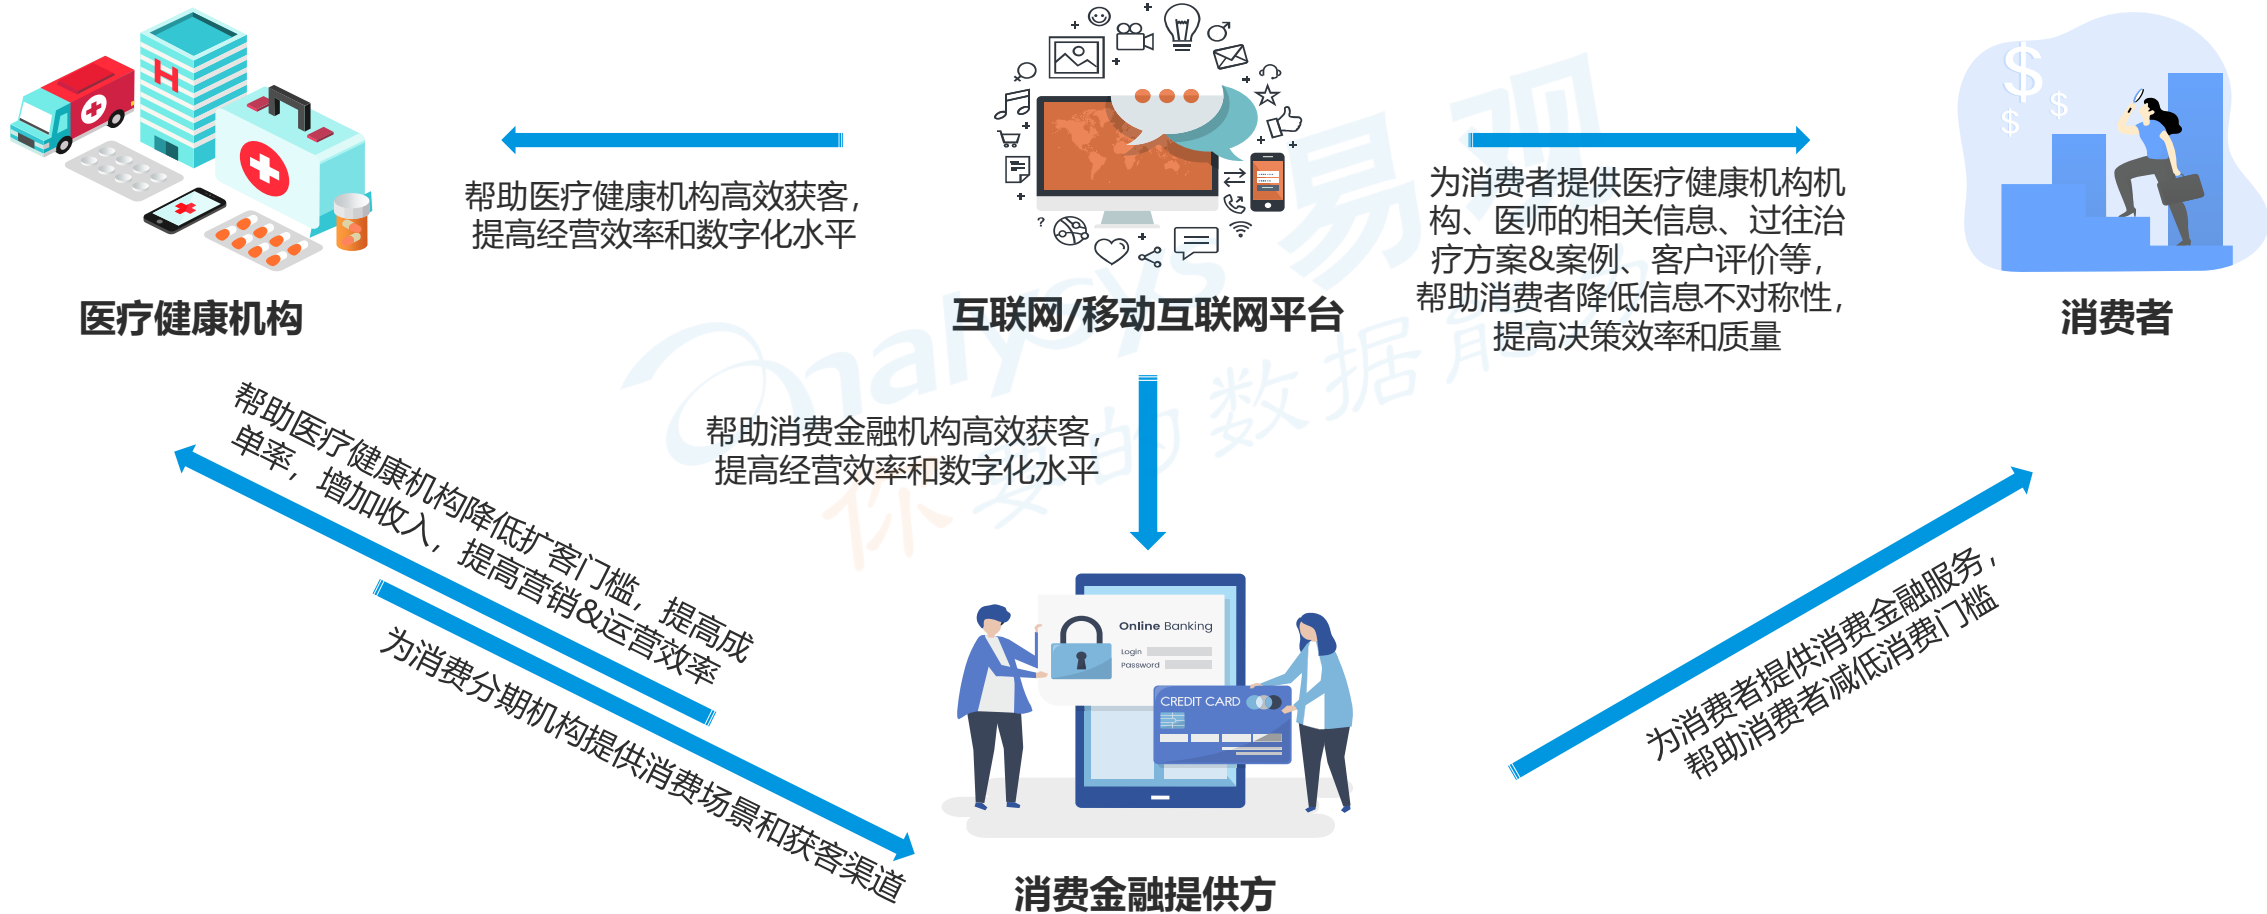 帮助医疗健康机构高效获客，
提高经营效率和数字化水平
为消费者提供医疗健康机构机
构、医师的相关信息、过往治
疗方案&案例、客户评价等，
帮助消费者降低信息不对称性，
提高决策效率和质量
医疗健康机构
互联网/移动互联网平台
消费者
H
$
$
$
?
nalysys 易观
你要的数据能力
帮助消费金融机构高效获客，
提高经营效率和数字化水平
帮助医疗健康机构降低扩客门槛，提高成
单率，增加收入，提高营销&运营效率
为消费分期机构提供消费场景和获客渠道
为消费者提供消费金融服务，
帮助消费者减低消费门槛
Online Banking
Login
Password
CREDIT CARD
消费金融提供方